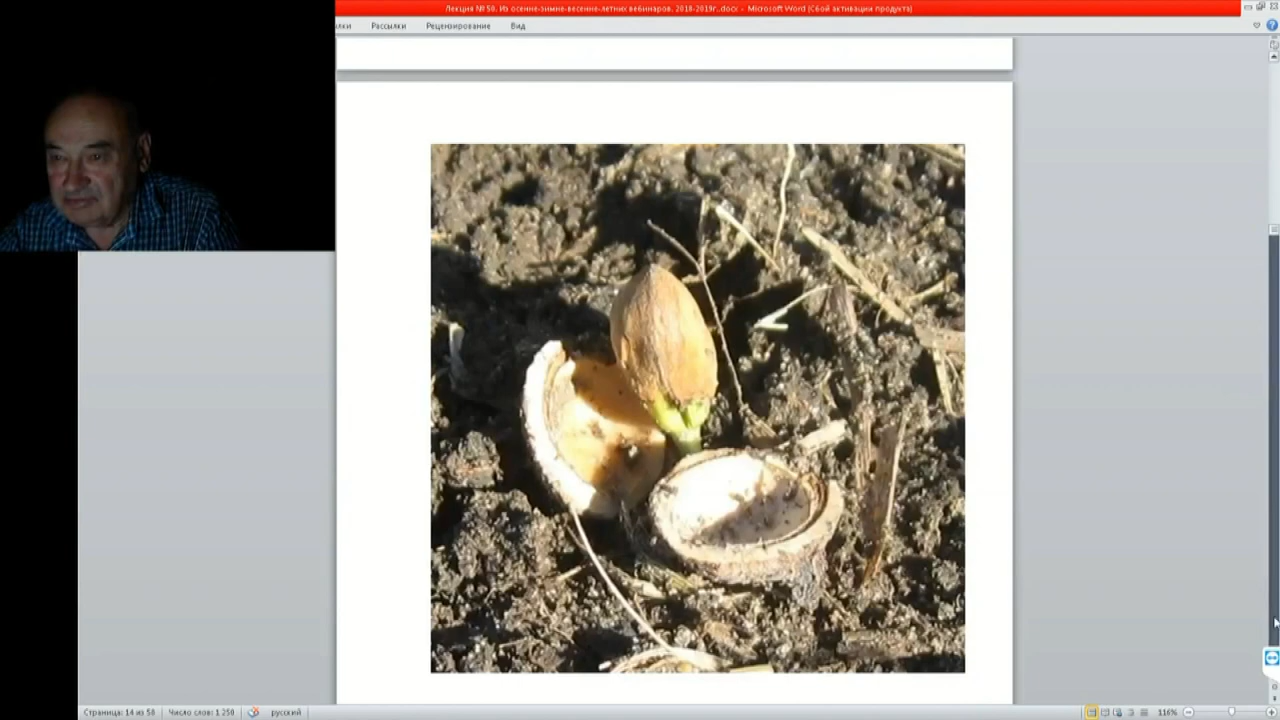 Лекция № 58. Из осенне-зимне-весенне-летних вебинаров. 2018-2019г..docx - Microsoft Word (Сбой активации продукта)
лки Рассылки Рецензирование Вид
Страница: 14 из 58 Число слов: 1 250 русский 116%